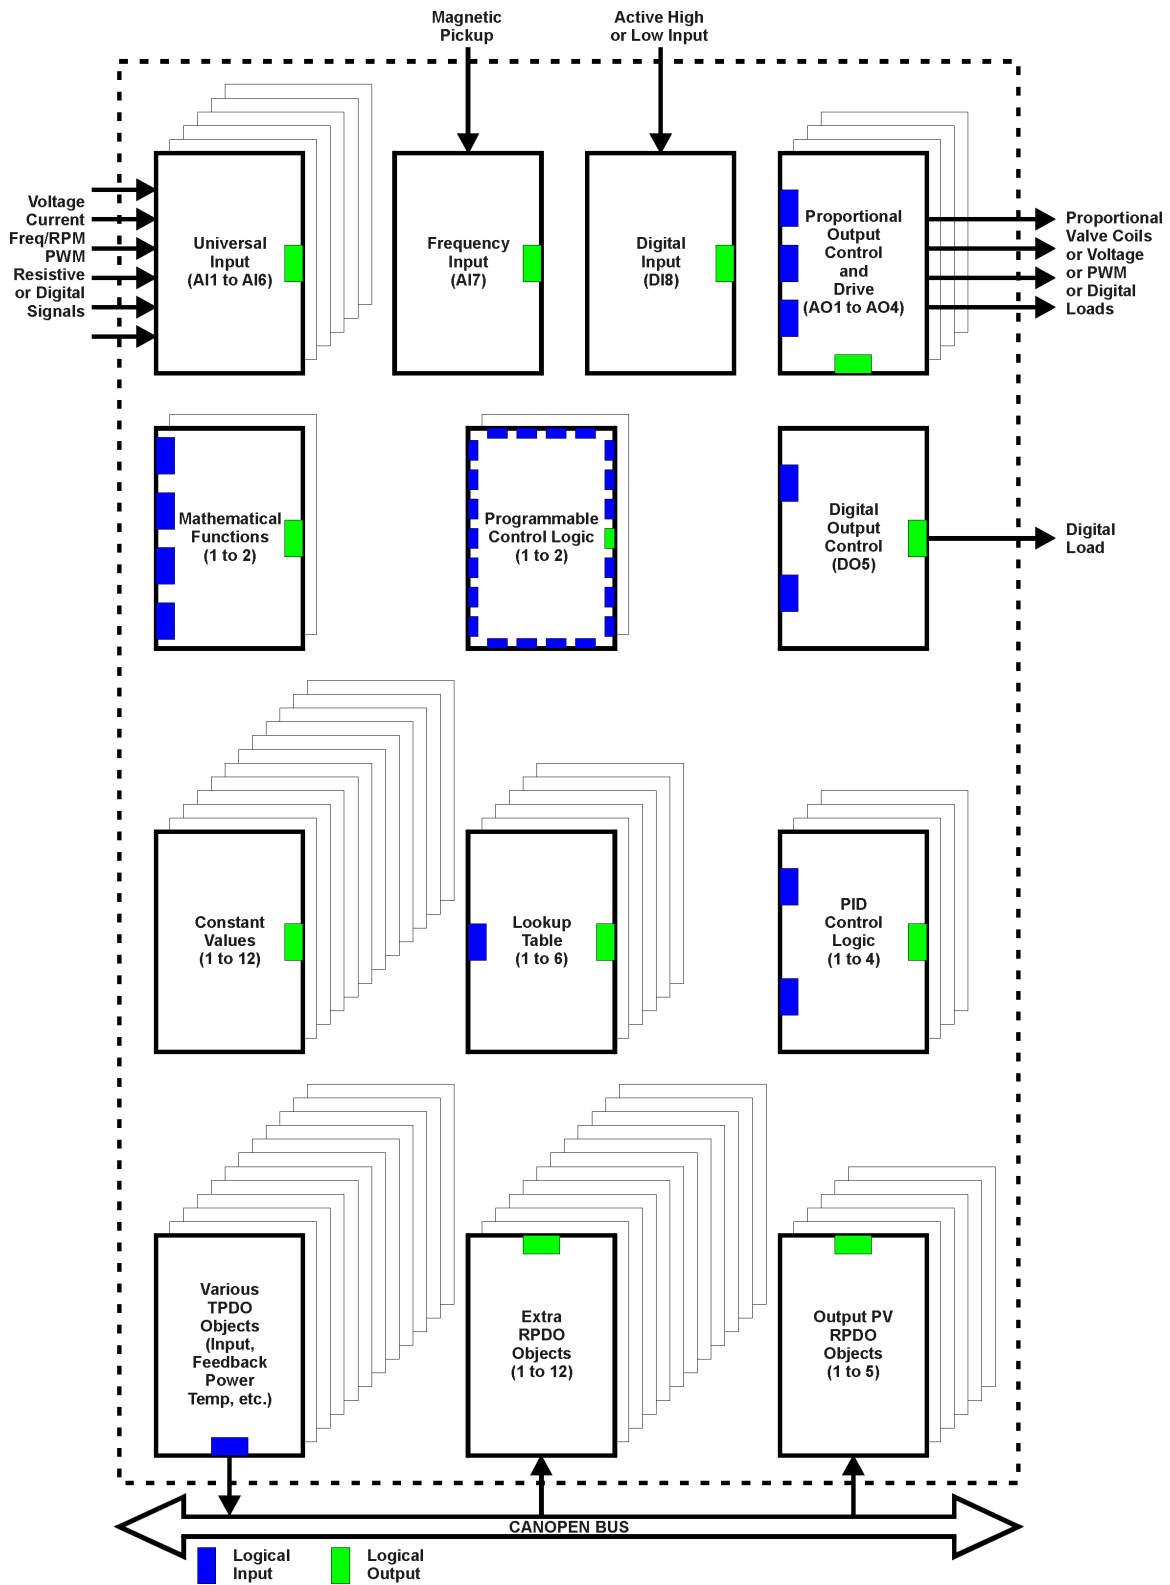 Magnetic
Pickup
Active High
or Low Input
Voltage
Current
Freq/RPM
PWM
Resistive
or Digital
Signals
Universal
Input
(AI1 to AI6)
Frequency
Input
(AI7)
Digital
Input
(DI8)
Proportional
Output
Control
and
Drive
(AO1 to AO4)
Proportional
Valve Coils
or Voltage
or PWM
or Digital
Loads
Mathematical
Functions
(1 to 2)
Programmable
Control Logic
(1 to 2)
Digital
Output
Control
(DO5)
Digital
Load
Constant
Values
(1 to 12)
Lookup
Table
(1 to 6)
PID
Control
Logic
(1 to 4)
Various
TPDO
Objects
(Input,
Feedback
Power
Temp, etc.)
Extra
RPDO
Objects
(1 to 12)
Output PV
RPDO
Objects
(1 to 5)
CANOPEN BUS
Logical
Input
Logical
Output